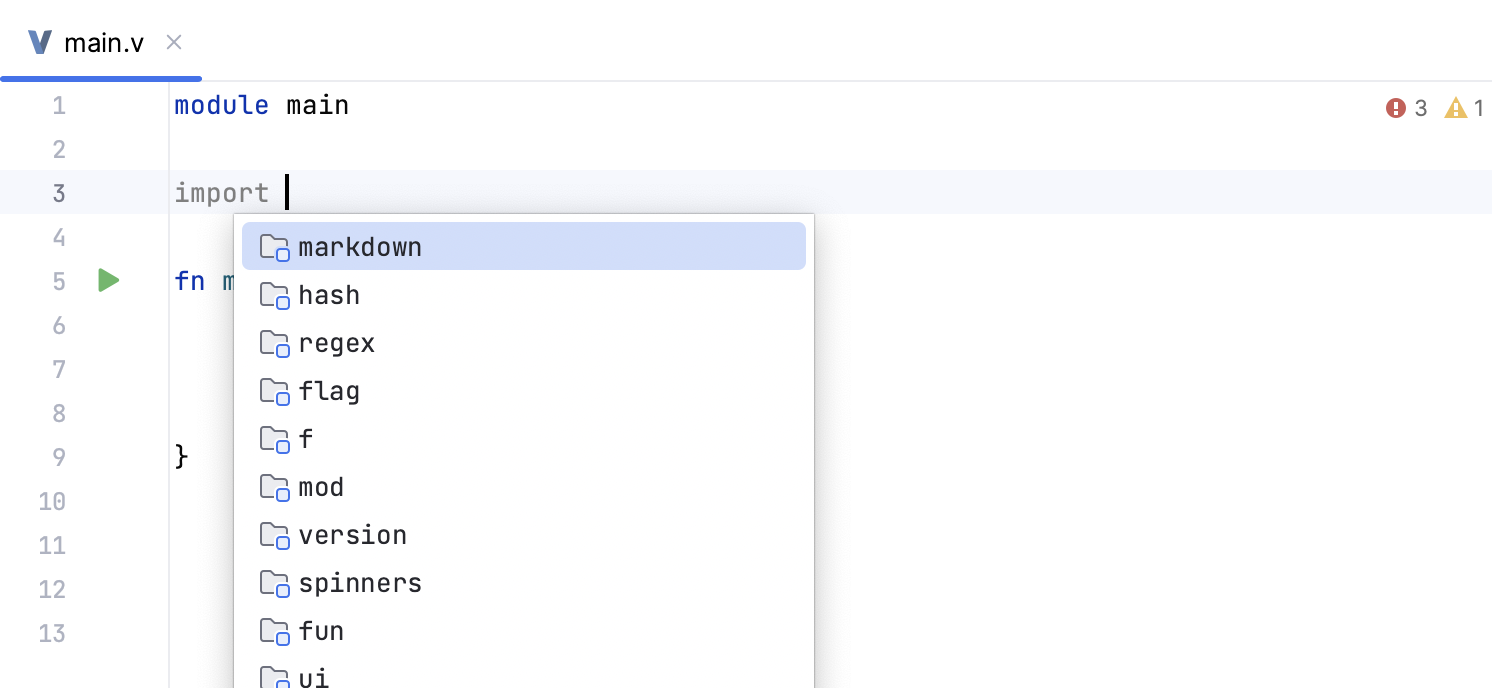 main.v
1 module main 3 1
2
3 import
4
5 fn m
6
7
8
9 }
10
11
12
13
markdown
hash
regex
flag
f
mod
version
spinners
fun
ui